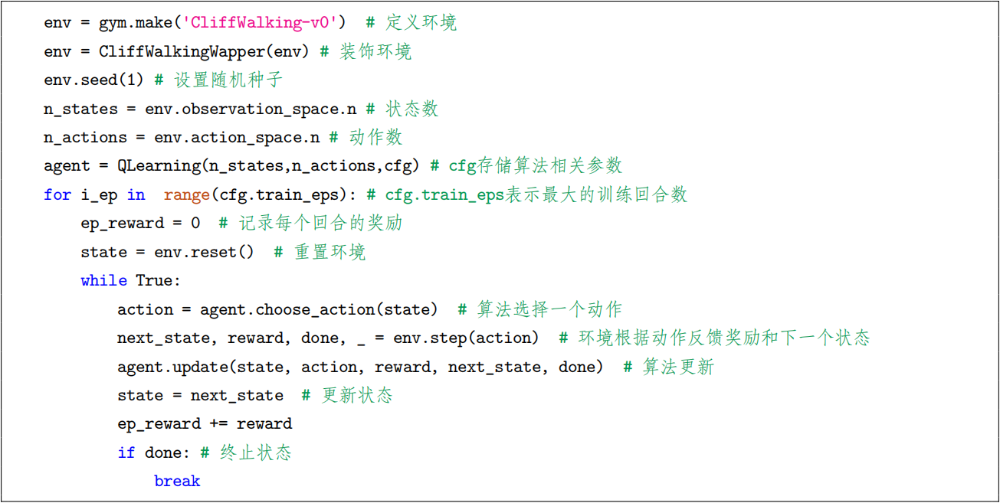 env = gym.make('CliffWalking-v0')  # 定义环境
env = CliffWalkingWapper(env) # 装饰环境
env.seed(1) # 设置随机种子
n_states = env.observation_space.n # 状态数
n_actions = env.action_space.n # 动作数
agent = QLearning(n_states,n_actions,cfg) # cfg存储算法相关参数
for i_ep in  range(cfg.train_eps): # cfg.train_eps表示最大的训练回合数
    ep_reward = 0  # 记录每个回合的奖励
    state = env.reset()  # 重置环境
    while True:
        action = agent.choose_action(state)  # 算法选择一个动作
        next_state, reward, done, _ = env.step(action)  # 环境根据动作反馈奖励和下一个状态
        agent.update(state, action, reward, next_state, done)  # 算法更新
        state = next_state  # 更新状态
        ep_reward += reward
        if done: # 终止状态
            break